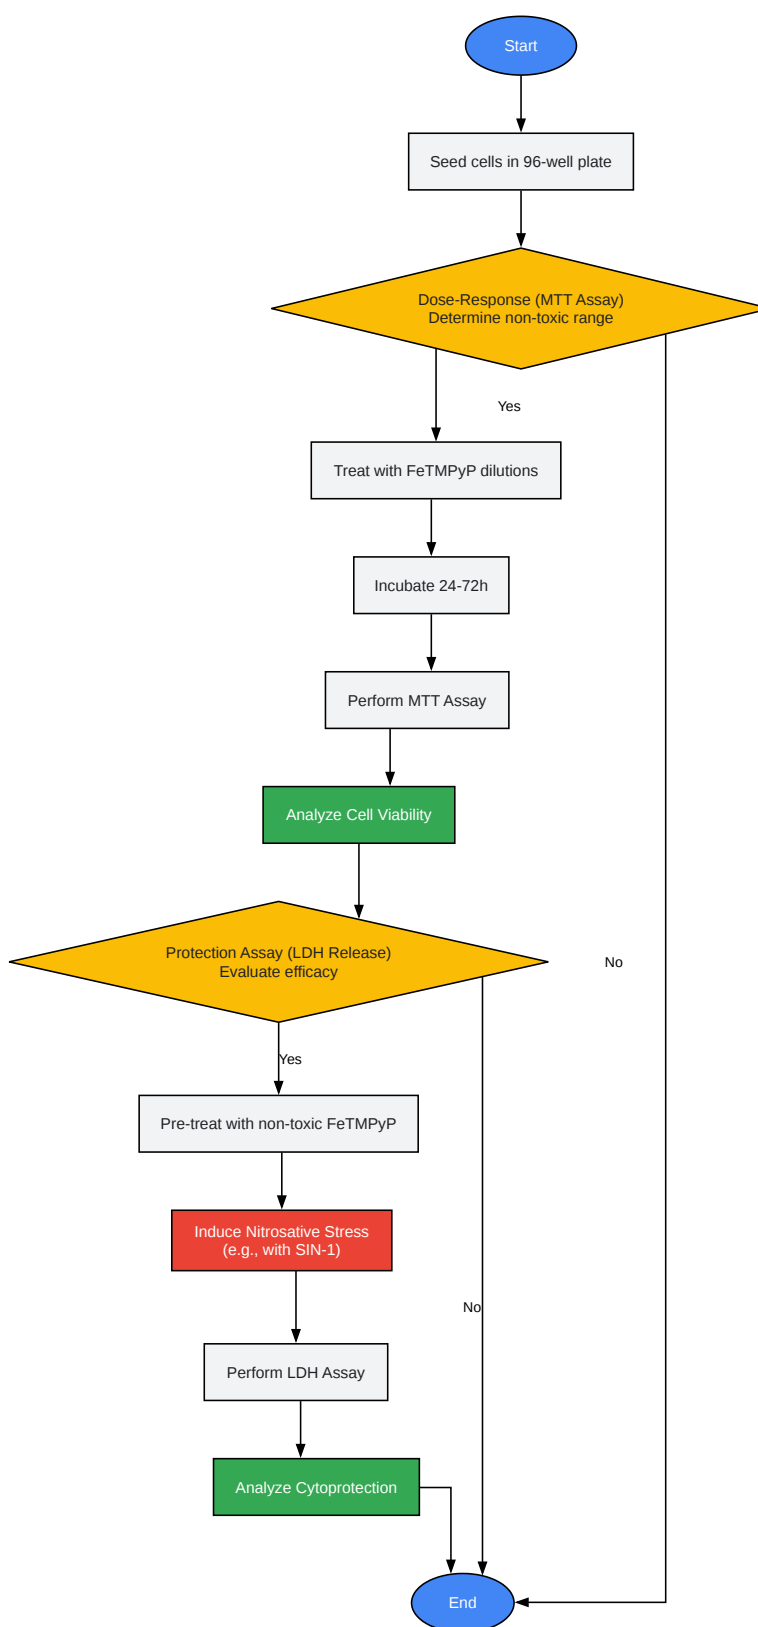 Start
Seed cells in 96-well plate
Dose-Response (MTT Assay)
Determine non-toxic range
Yes
Treat with FeTMPyP dilutions
Incubate 24-72h
Perform MTT Assay
Analyze Cell Viability
Protection Assay (LDH Release)
Evaluate efficacy
No
Yes
Pre-treat with non-toxic FeTMPyP
Induce Nitrosative Stress
(e.g., with SIN-1)
No
Perform LDH Assay
Analyze Cytoprotection
End